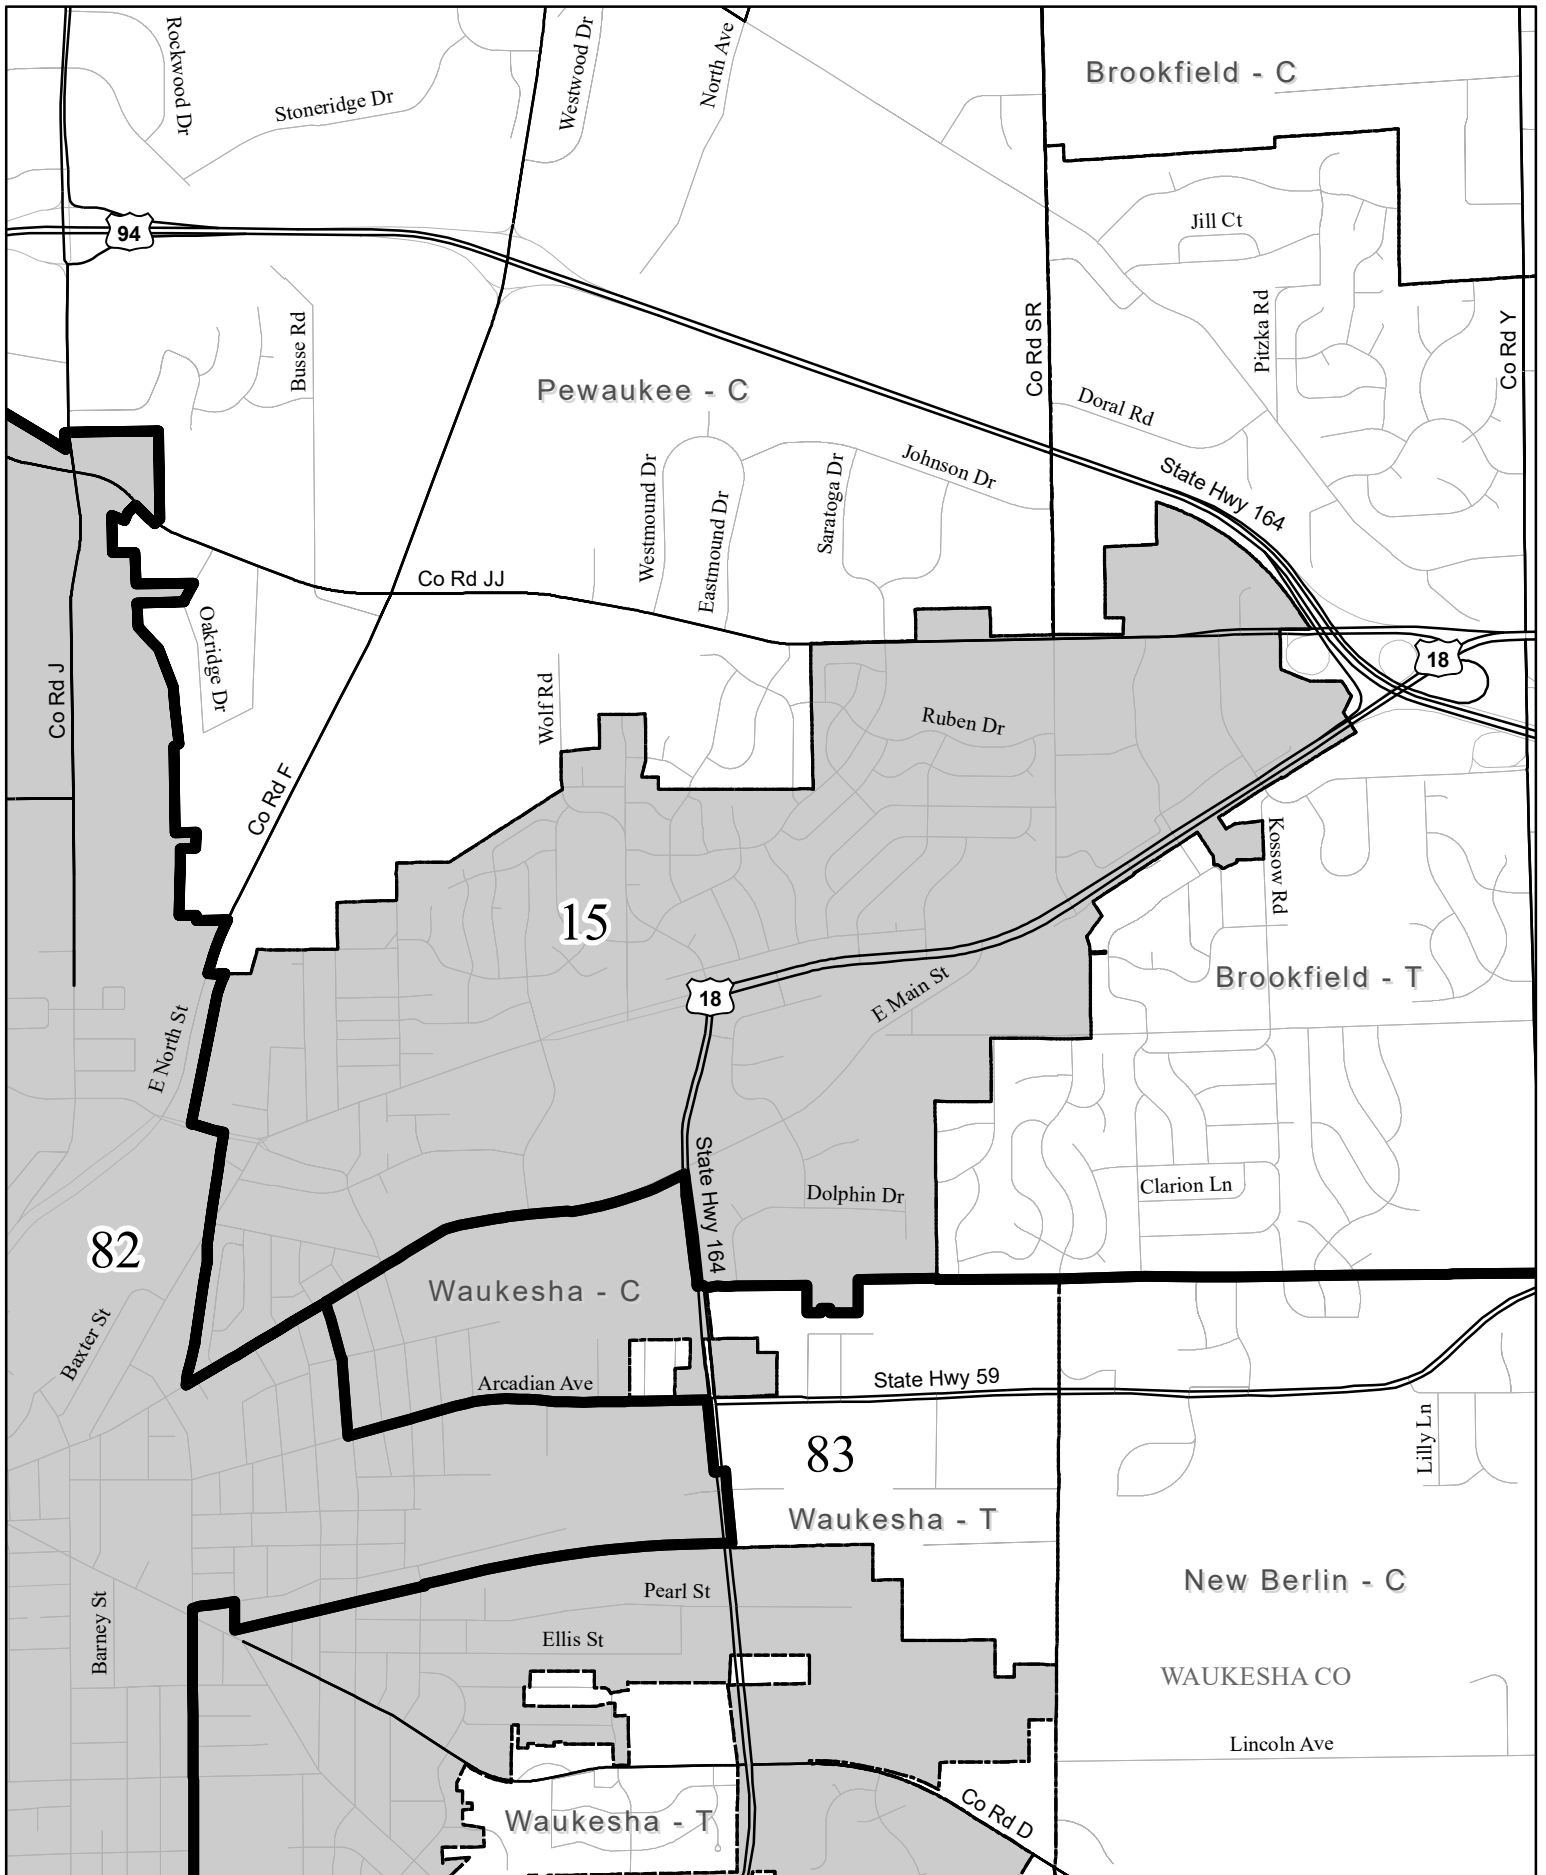 Rockwood Dr
Stoneridge Dr
Westwood Dr
North Ave
Brookfield - C
94
Jill Ct
Busse Rd
Co Rd SR
Pitzka Rd
Co Rd Y
Pewaukee - C
Doral Rd
Westmound Dr
Eastmound Dr
Saratoga Dr
Johnson Dr
State Hwy 164
Co Rd JJ
Oakridge Dr
Co Rd J
18
Wolf Rd
Ruben Dr
Co Rd F
Kossow Rd
15
Brookfield - T
18
E Main St
E North St
State Hwy 164
Dolphin Dr
Clarion Ln
82
Waukesha - C
Baxter St
Arcadian Ave
State Hwy 59
83
Lilly Ln
Waukesha - T
New Berlin - C
Barney St
Pearl St
Ellis St
WAUKESHA CO
Lincoln Ave
Waukesha - T
Co Rd D